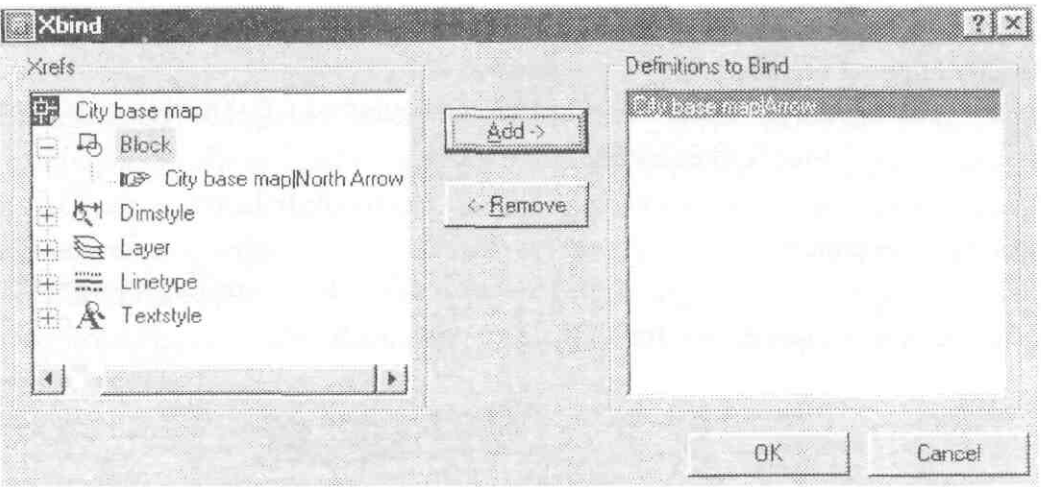 Xbind
Xrefs
City base map
Block
City base map|North Arrow
Dimstyle
Layer
Linetype
Textstyle
Add ->
<- Remove
Definitions to Bind
City base map|Arrow
OK
Cancel